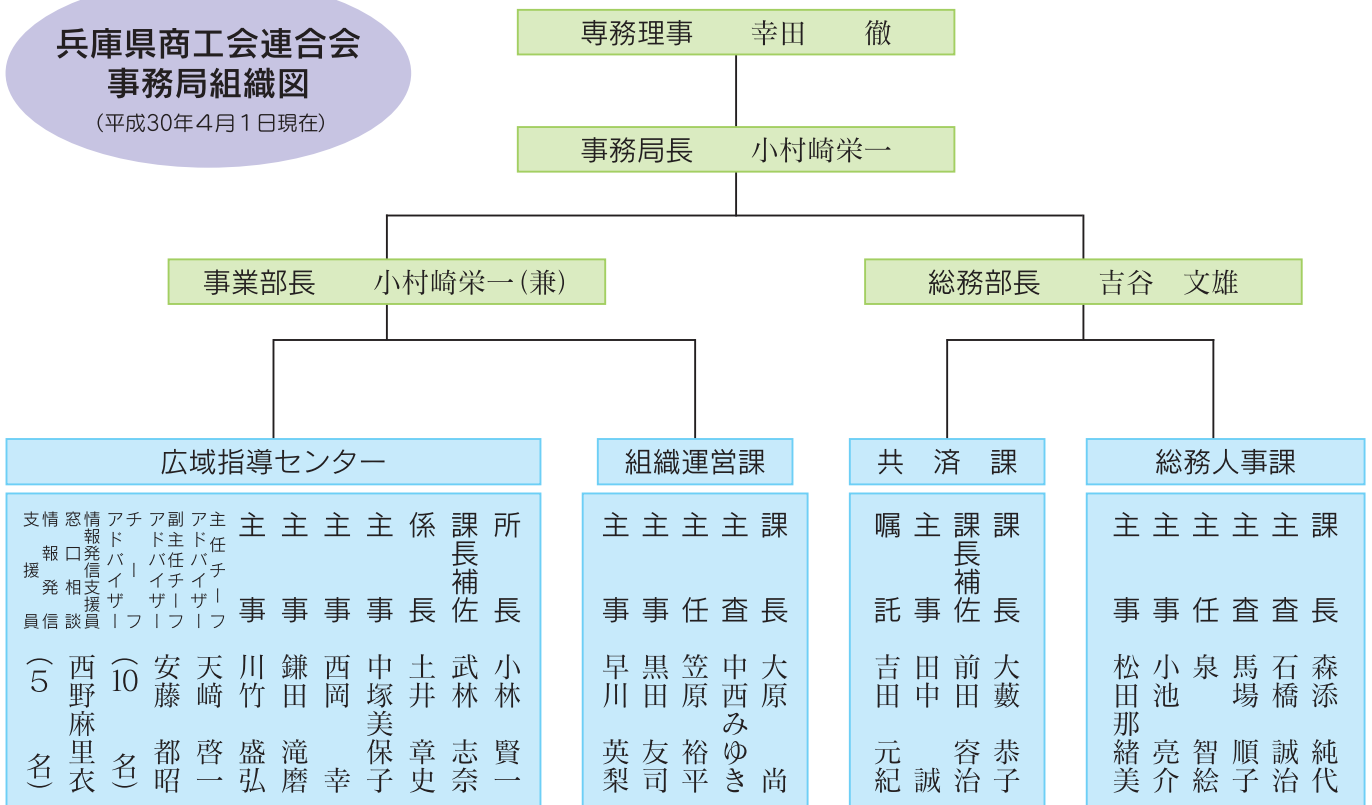 兵庫県商工会連合会
事務局組織図
(平成30年4月1日現在)
専務理事 幸田 徹
事務局長 小村崎栄一
事業部長 小村崎栄一(兼)
総務部長 吉谷 文雄
広域指導センター
所長 小林 賢一
課長補佐 武林 志奈
係長 土井 章史
主事 中塚美保子
主事 西岡 幸
主事 鎌田 滝磨
主事 川竹 盛弘
主任チーフ
アドバイザー 天﨑 啓一
副主任チーフ
アドバイザー 安藤 都昭
チーフ
アドバイザー (10名)
情報発信支援員
窓口相談 西野麻里衣
情報発信
支援員 (5名)
組織運営課
課長 大原 尚
主査 中西みゆき
主任 笠原 裕平
主事 黒田 友司
主事 早川 英梨
共済課
課長 大藪 恭子
課長補佐 前田 容治
主事 田中 誠
嘱託 吉田 元紀
総務人事課
課長 森添 純代
主査 石橋 誠治
主査 馬場 順子
主任 泉 智絵
主事 小池 亮介
主事 松田那緒美